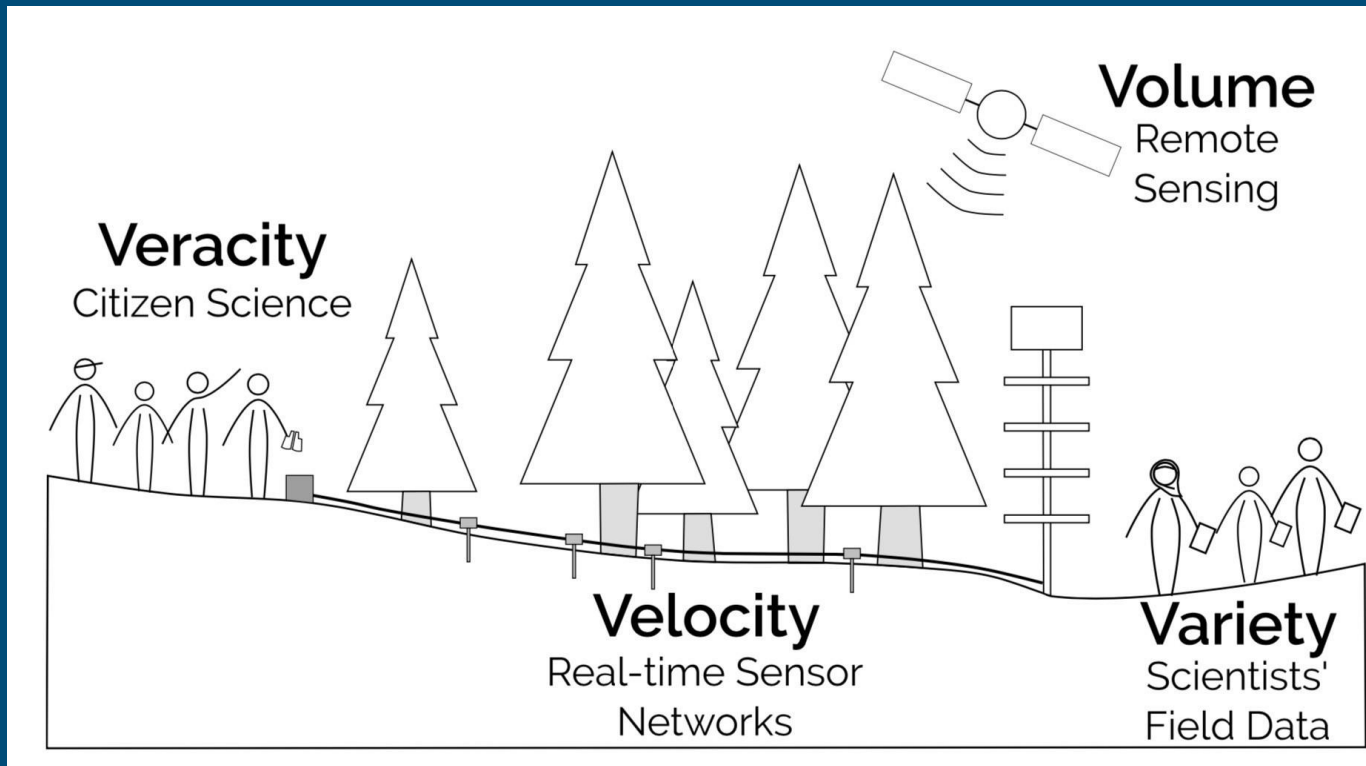 Volume
Remote
Sensing
Veracity
Citizen Science
Velocity
Real-time Sensor
Networks
Variety
Scientists'
Field Data